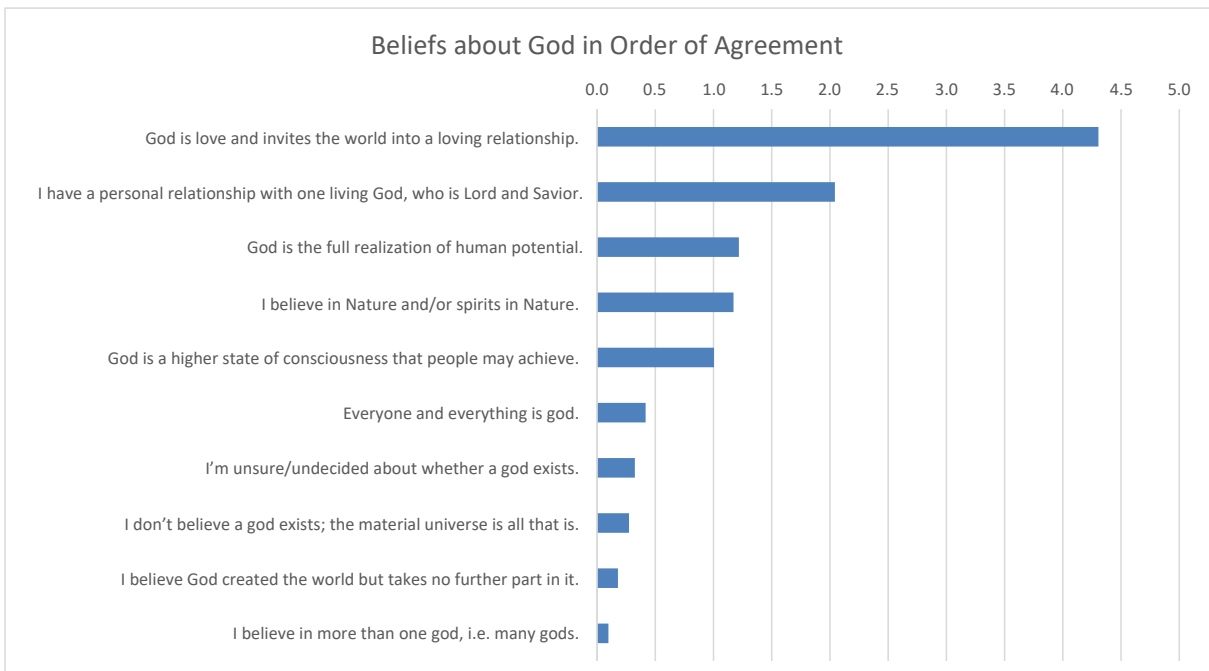 Beliefs about God in Order of Agreement
0.0 0.5 1.0 1.5 2.0 2.5 3.0 3.5 4.0 4.5 5.0
God is love and invites the world into a loving relationship.
I have a personal relationship with one living God, who is Lord and Savior.
God is the full realization of human potential.
I believe in Nature and/or spirits in Nature.
God is a higher state of consciousness that people may achieve.
Everyone and everything is god.
I’m unsure/undecided about whether a god exists.
I don’t believe a god exists; the material universe is all that is.
I believe God created the world but takes no further part in it.
I believe in more than one god, i.e. many gods.